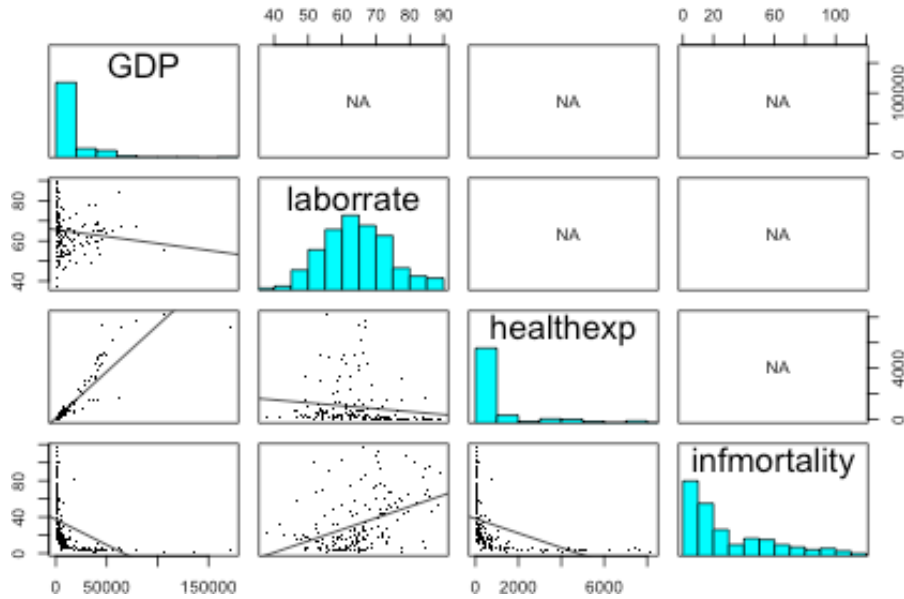 40 50 60 70 80 90
0 20 60 100
GDP
NA
NA
NA
0 100000
40 60 80
laborrate
NA
NA
healthexp
NA
0 4000
0 40 80
infmortality
0 50000 150000
0 2000 6000